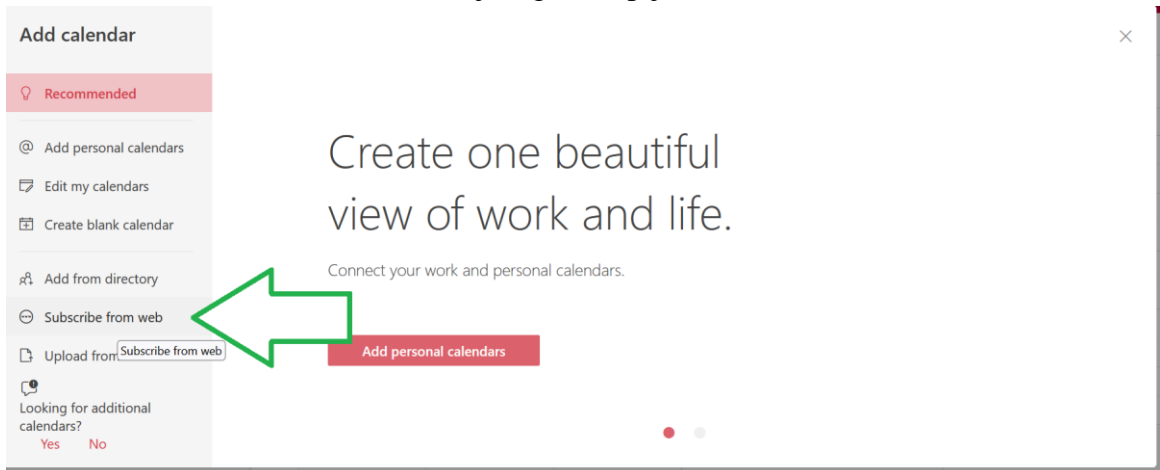 Add calendar
Recommended
Add personal calendars
Edit my calendars
Create blank calendar
Add from directory
Subscribe from web
Upload from
Subscribe from web
Looking for additional
calendars?
Yes No
Create one beautiful
view of work and life.
Connect your work and personal calendars.
Add personal calendars